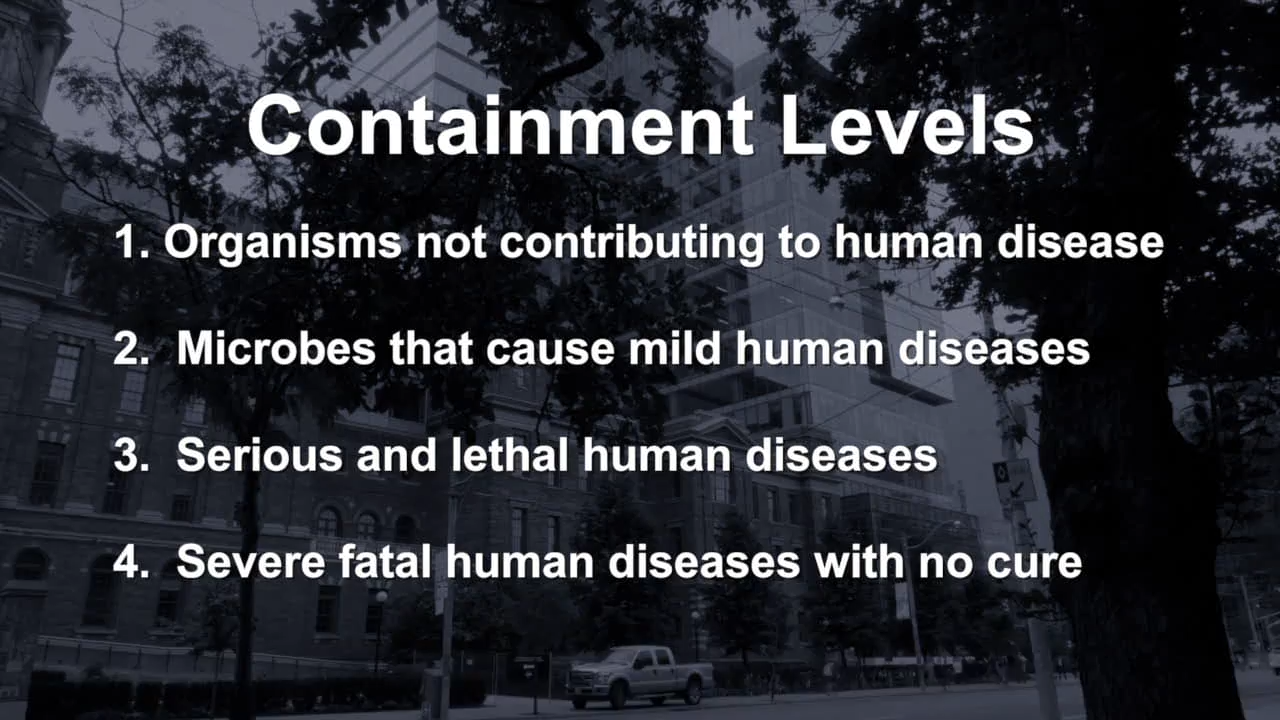 Containment Levels
1. Organisms not contributing to human disease
2. Microbes that cause mild human diseases
3. Serious and lethal human diseases
4. Severe fatal human diseases with no cure